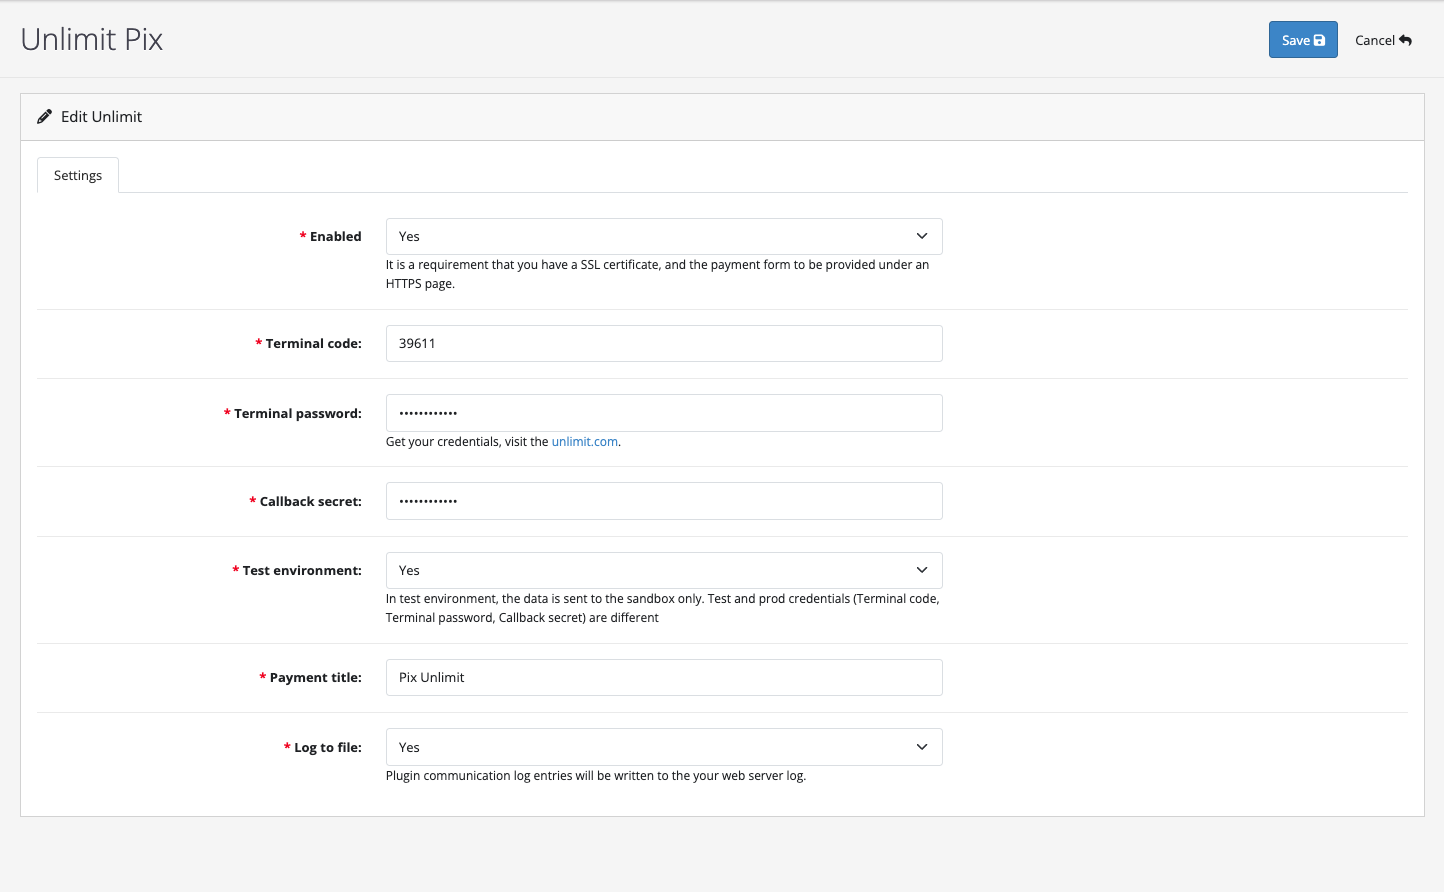 Unlimit Pix
Save
Cancel
Edit Unlimit
Settings
* Enabled
Yes
It is a requirement that you have a SSL certificate, and the payment form to be provided under an
HTTPS page.
* Terminal code:
39611
* Terminal password:
••••••••••••
Get your credentials, visit the unlimit.com.
* Callback secret:
••••••••••••
* Test environment:
Yes
In test environment, the data is sent to the sandbox only. Test and prod credentials (Terminal code,
Terminal password, Callback secret) are different
* Payment title:
Pix Unlimit
* Log to file:
Yes
Plugin communication log entries will be written to the your web server log.